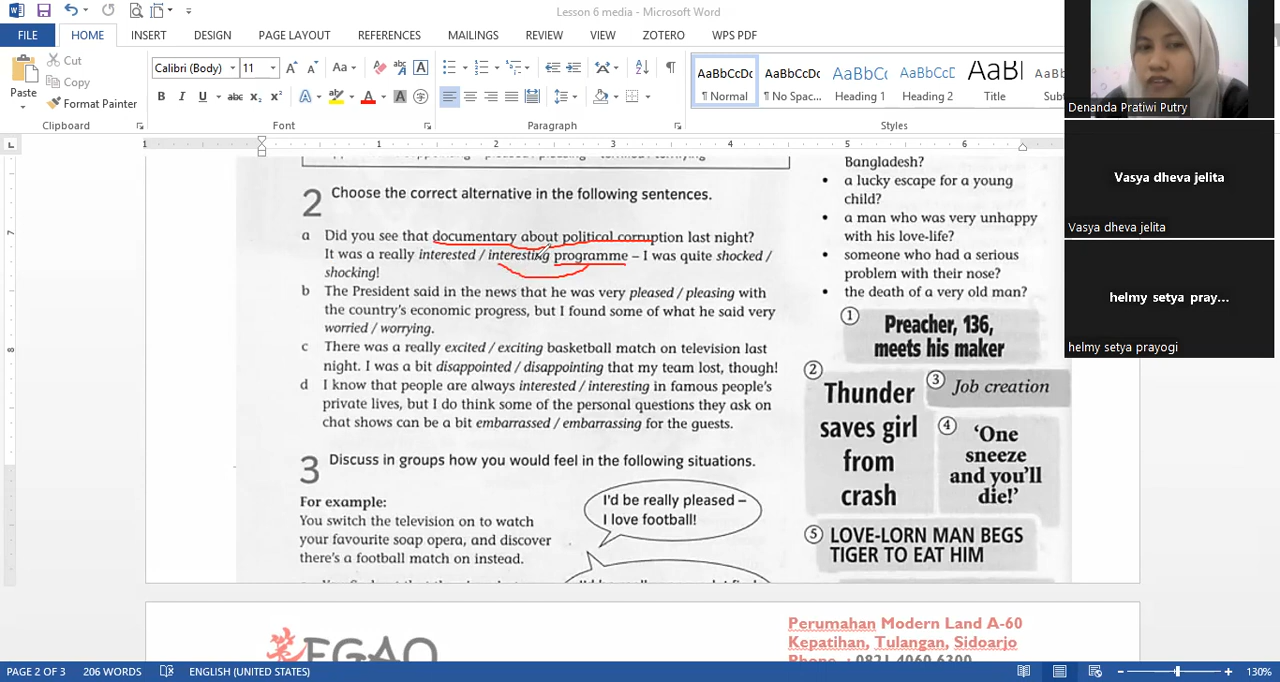 Lesson 6 media - Microsoft Word
FILE HOME INSERT DESIGN PAGE LAYOUT REFERENCES MAILINGS REVIEW VIEW ZOTERO WPS PDF
Paste
Cut
Copy
Format Painter
Calibri (Body) 11
AaBbCcDc AaBbCcDc AaBbCc AaBbCcD AaBl
¶ Normal ¶ No Spac... Heading 1 Heading 2 Title
Clipboard Font Paragraph Styles
Denanda Pratiwi Putry
Vasya dheva jelita
Vasya dheva jelita
helmy setya pray...
helmy setya prayogi
2 Choose the correct alternative in the following sentences.
a Did you see that documentary about political corruption last night?
It was a really interested / interesting programme – I was quite shocked /
shocking!
b The President said in the news that he was very pleased / pleasing with
the country's economic progress, but I found some of what he said very
worried / worrying.
c There was a really excited / exciting basketball match on television last
night. I was a bit disappointed / disappointing that my team lost, though!
d I know that people are always interested / interesting in famous people's
private lives, but I do think some of the personal questions they ask on
chat shows can be a bit embarrassed / embarrassing for the guests.
3 Discuss in groups how you would feel in the following situations.
For example:
You switch the television on to watch
your favourite soap opera, and discover
there's a football match on instead.
I'd be really pleased –
I love football!
Bangladesh?
• a lucky escape for a young
child?
• a man who was very unhappy
with his love-life?
• someone who had a serious
problem with their nose?
• the death of a very old man?
1 Preacher, 136,
meets his maker
2 Thunder
saves girl
from
crash
3 Job creation
4 'One
sneeze
and you'll
die!'
5 LOVE-LORN MAN BEGS
TIGER TO EAT HIM
Perumahan Modern Land A-60
Kepatihan, Tulangan, Sidoarjo
PAGE 2 OF 3 206 WORDS ENGLISH (UNITED STATES) 130%